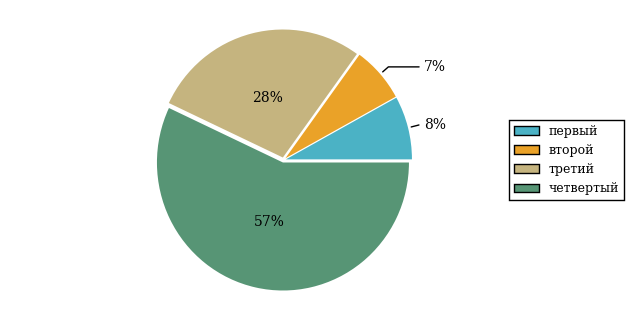 7%
28%
8%
57%
первый
второй
третий
четвертый